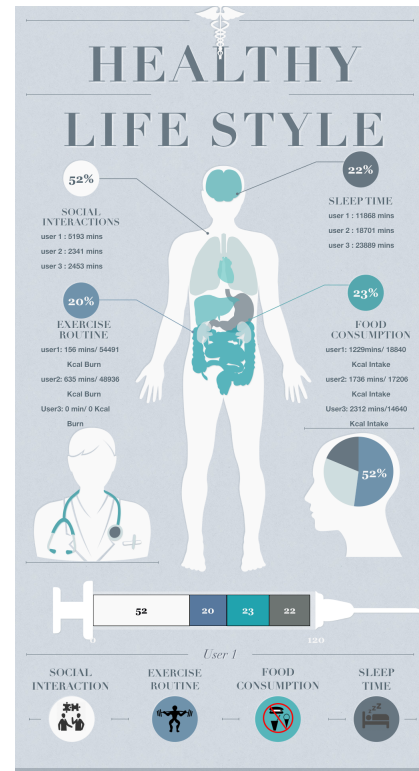 HEALTHY
LIFE STYLE
52%
SOCIAL
INTERACTIONS
user 1 : 5193 mins
user 2 : 2341 mins
user 3 : 2453 mins
22%
SLEEP TIME
user 1 : 11868 mins
user 2 : 18701 mins
user 3 : 23689 mins
20%
EXERCISE
ROUTINE
user1: 156 mins/ 54491
Kcal Burn
user2: 635 mins/ 48936
Kcal Burn
User3: 0 min/ 0 Kcal
Burn
23%
FOOD
CONSUMPTION
user1: 1229mins/ 18840
Kcal Intake
user2: 1736 mins/ 17206
Kcal Intake
User3: 2312 mins/14640
Kcal Intake
52%
52 20 23 22
0 120
User 1
SOCIAL
INTERACTION
EXERCISE
ROUTINE
FOOD
CONSUMPTION
SLEEP
TIME